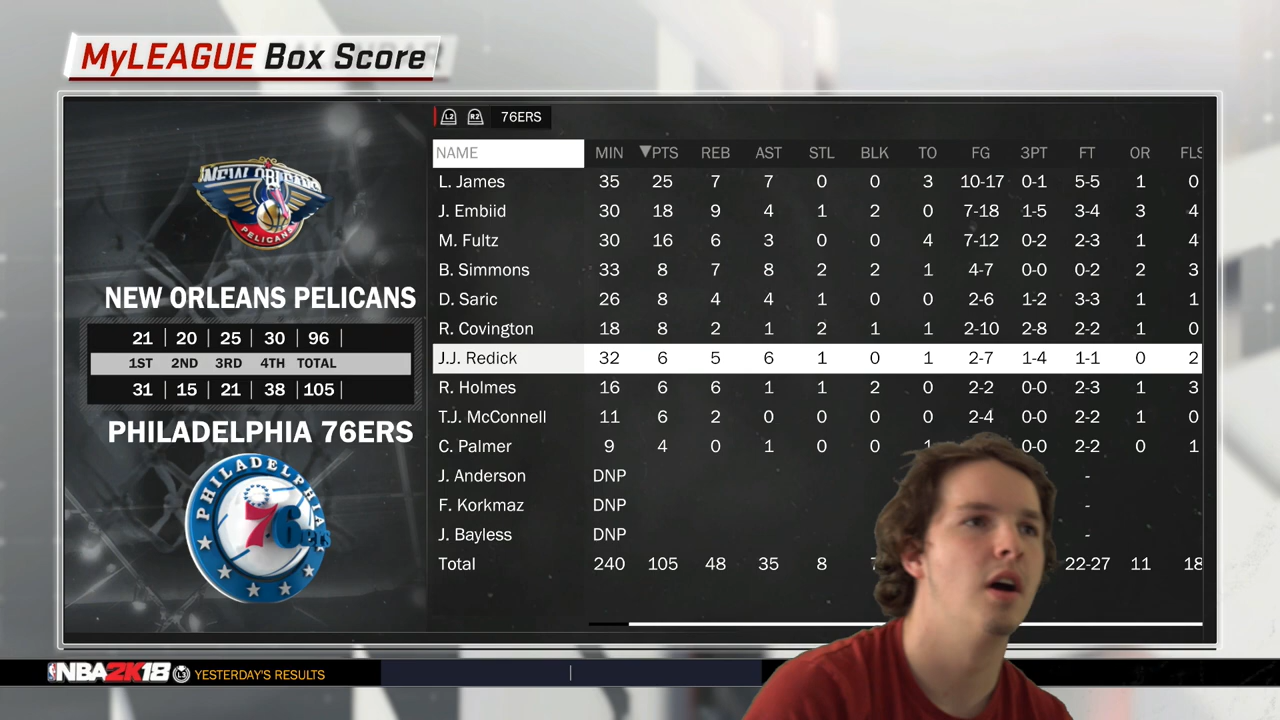 MyLEAGUE Box Score
L2 R2 76ERS
NAME MIN ▼PTS REB AST STL BLK TO FG 3PT FT OR FLS
L. James 35 25 7 7 0 0 3 10-17 0-1 5-5 1 0
J. Embiid 30 18 9 4 1 2 0 7-18 1-5 3-4 3 4
M. Fultz 30 16 6 3 0 0 4 7-12 0-2 2-3 1 4
B. Simmons 33 8 7 8 2 2 1 4-7 0-0 0-2 2 3
D. Saric 26 8 4 4 1 0 0 2-6 1-2 3-3 1 1
R. Covington 18 8 2 1 2 1 1 2-10 2-8 2-2 1 0
J.J. Redick 32 6 5 6 1 0 1 2-7 1-4 1-1 0 2
R. Holmes 16 6 6 1 1 2 0 2-2 0-0 2-3 1 3
T.J. McConnell 11 6 2 0 0 0 0 2-4 0-0 2-2 1 0
C. Palmer 9 4 0 1 0 0 1 0-0 2-2 0 1
J. Anderson DNP -
F. Korkmaz DNP -
J. Bayless DNP -
Total 240 105 48 35 8 22-27 11 18
NEW ORLEANS PELICANS
NEW ORLEANS PELICANS
21 | 20 | 25 | 30 | 96 |
1ST 2ND 3RD 4TH TOTAL
31 | 15 | 21 | 38 | 105 |
PHILADELPHIA 76ERS
PHILADELPHIA
76ers
NBA2K18 YESTERDAY'S RESULTS